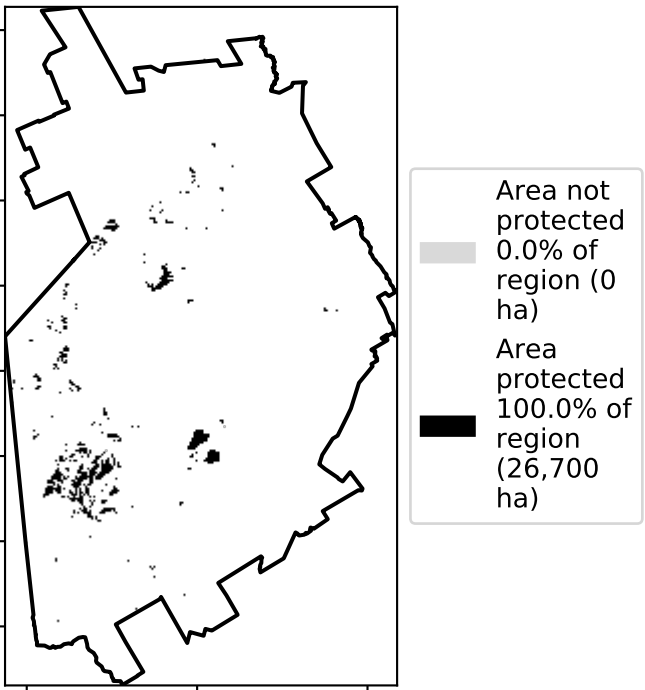 Area not
protected
0.0% of
region (0
ha)
Area
protected
100.0% of
region
(26,700
ha)